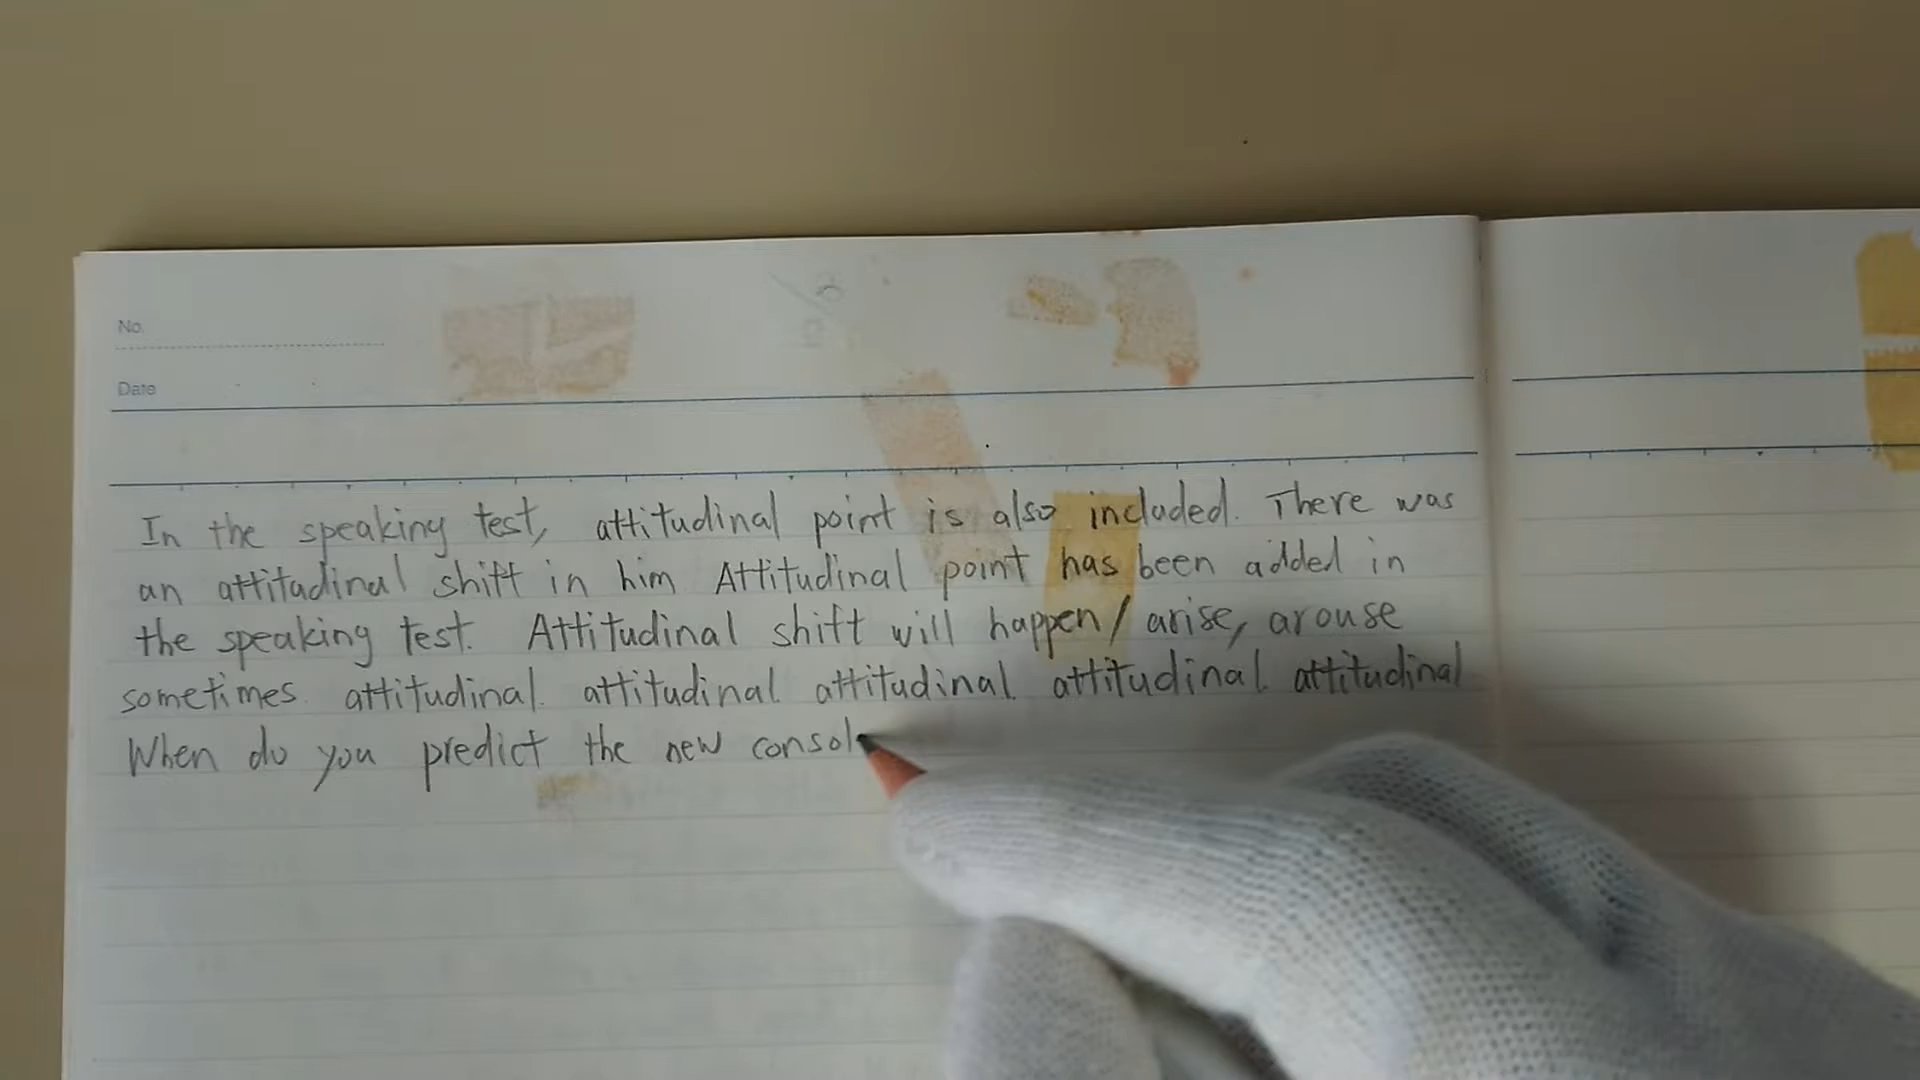 No.
Date
In the speaking test, attitudinal point is also included. There was
an attitudinal shift in him Attitudinal point has been added in
the speaking test. Attitudinal shift will happen/ arise, arouse
sometimes. attitudinal. attitudinal. attitudinal. attitudinal. attitudinal
When do you predict the new consol